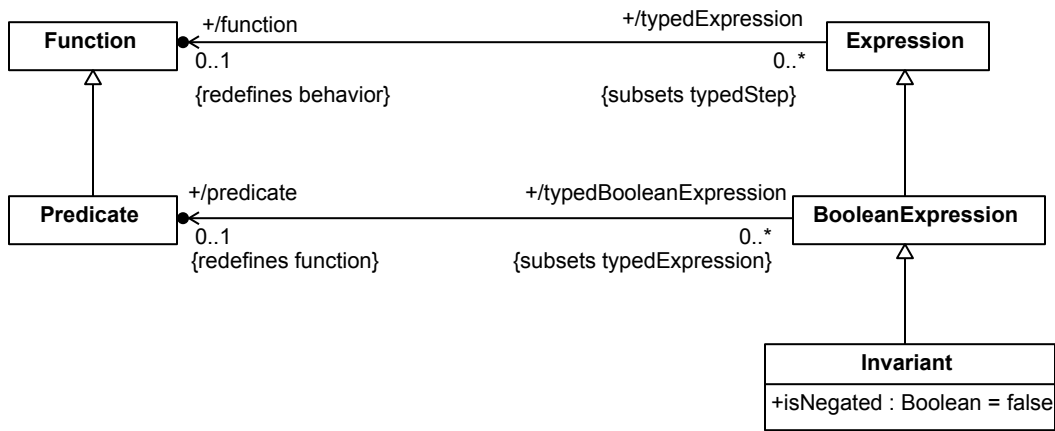 +/function
+/typedExpression
Function
Expression
0..1
0..*
{redefines behavior}
{subsets typedStep}
+/predicate
+/typedBooleanExpression
Predicate
BooleanExpression
0..1
0..*
{redefines function}
{subsets typedExpression}
Invariant
+isNegated : Boolean = false